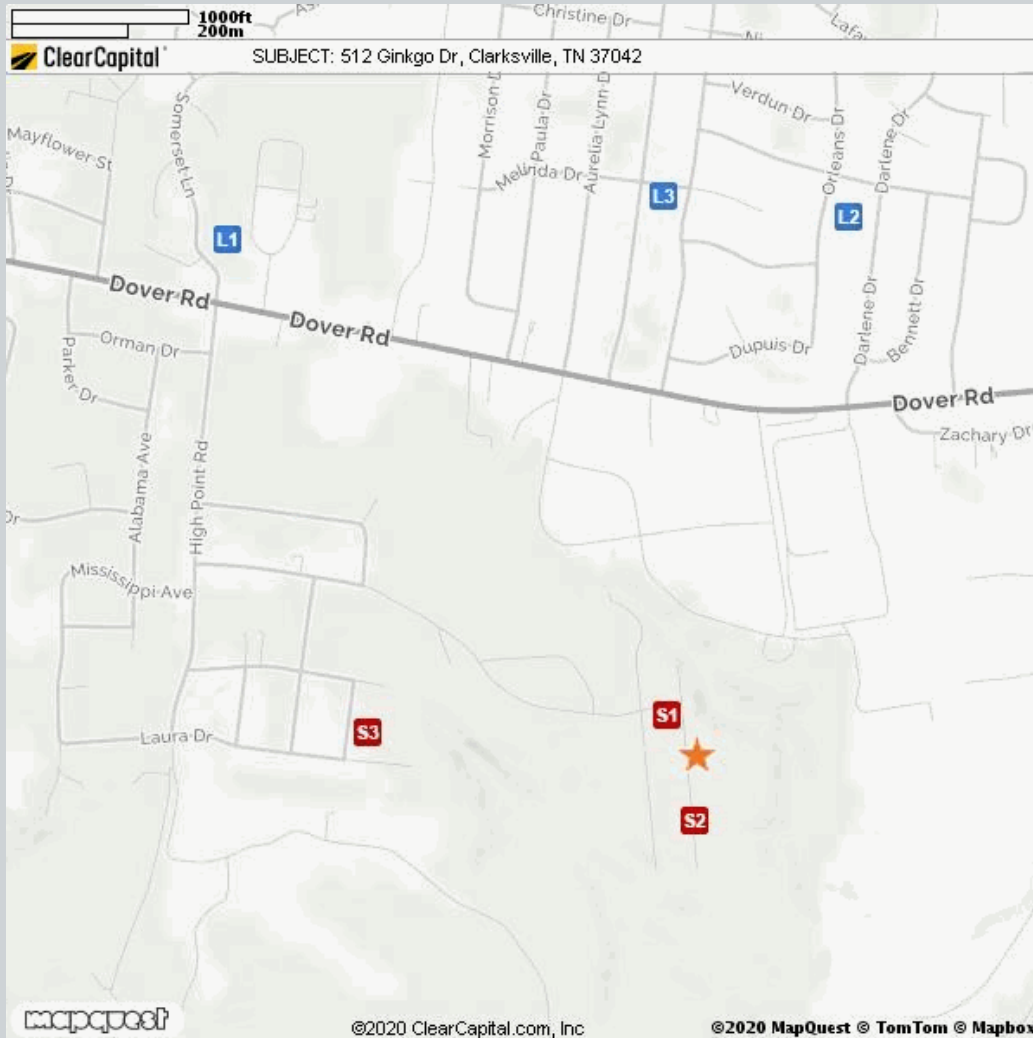 1000ft
200m
Christine Dr
ClearCapital
SUBJECT: 512 Ginkgo Dr, Clarksville, TN 37042
Mayflower St
Somerset Ln
Morrison
Paula Dr
Aurelia Lynn D
Melinda Dr
Verdun Dr
Orleans Dr
Darlene Dr
L1
L3
L2
Dover Rd
Dover Rd
Orman Dr
Parker Dr
Dupuis Dr
Darlene Dr
Bennett Dr
Dover Rd
Zachary Dr
Alabama Ave
High Point Rd
Dr
Mississippi Ave
S1
S3
Laura Dr
S2
mapquest
©2020 ClearCapital.com, Inc
©2020 MapQuest © TomTom © Mapbox